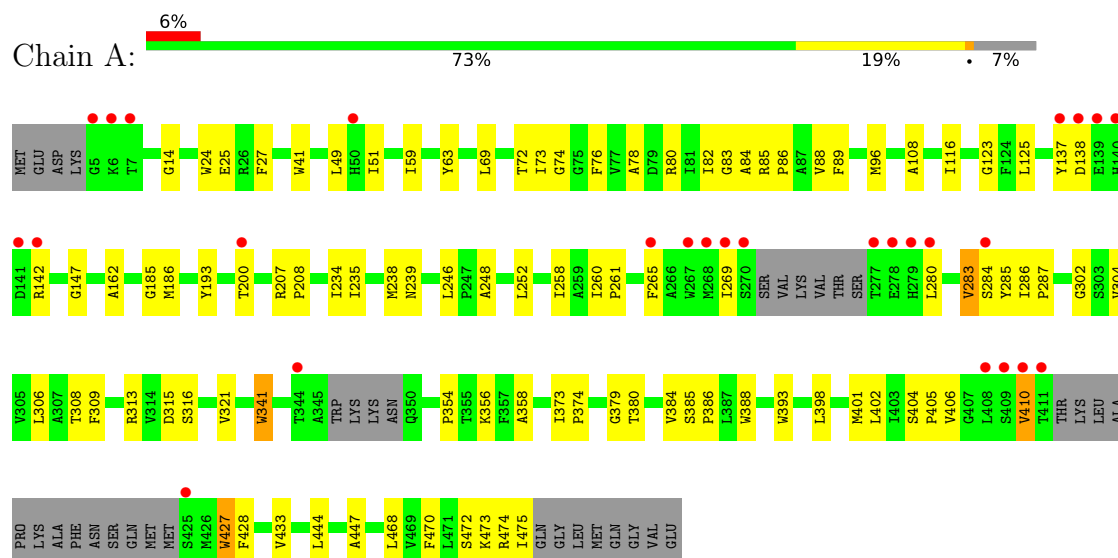 6%
Chain A:
73% 19% • 7%
MET GLU ASP LYS G5 K6 T7 G14 W24 E25 R26 F27 W41 L49 H50 I51 I59 Y63 L69 T72 I73 G74 G75 F76 V77 A78 D79 R80 I81 I82 G83 A84 R85 P86 A87 V88 F89 M96 A108 I116 G123 F124 L125 Y137 D138 E139 H140
D141 R142 G147 A162 G185 M186 Y193 T200 R207 P208 I234 I235 M238 N239 L246 P247 A248 L252 I258 A259 I260 P261 F265 A266 W267 M268 I269 S270 SER VAL LYS VAL THR SER T277 E278 H279 L280 V283 S284 Y285 I286 P287 G302 S303 V304
V305 L306 A307 T308 F309 R313 V314 D315 S316 V321 W341 T344 A345 TRP LYS LYS ASN Q350 P354 T355 K356 F357 A358 I373 P374 G379 T380 V384 S385 P386 L387 W388 W393 L398 M401 L402 I403 S404 P405 V406 G407 L408 S409 V410 T411 THR LYS LEU ALA
PRO LYS ALA PHE ASN SER GLN MET MET S425 M426 W427 F428 V433 L444 A447 L468 V469 F470 L471 S472 K473 R474 I475 GLN GLY LEU MET GLN GLY VAL GLU